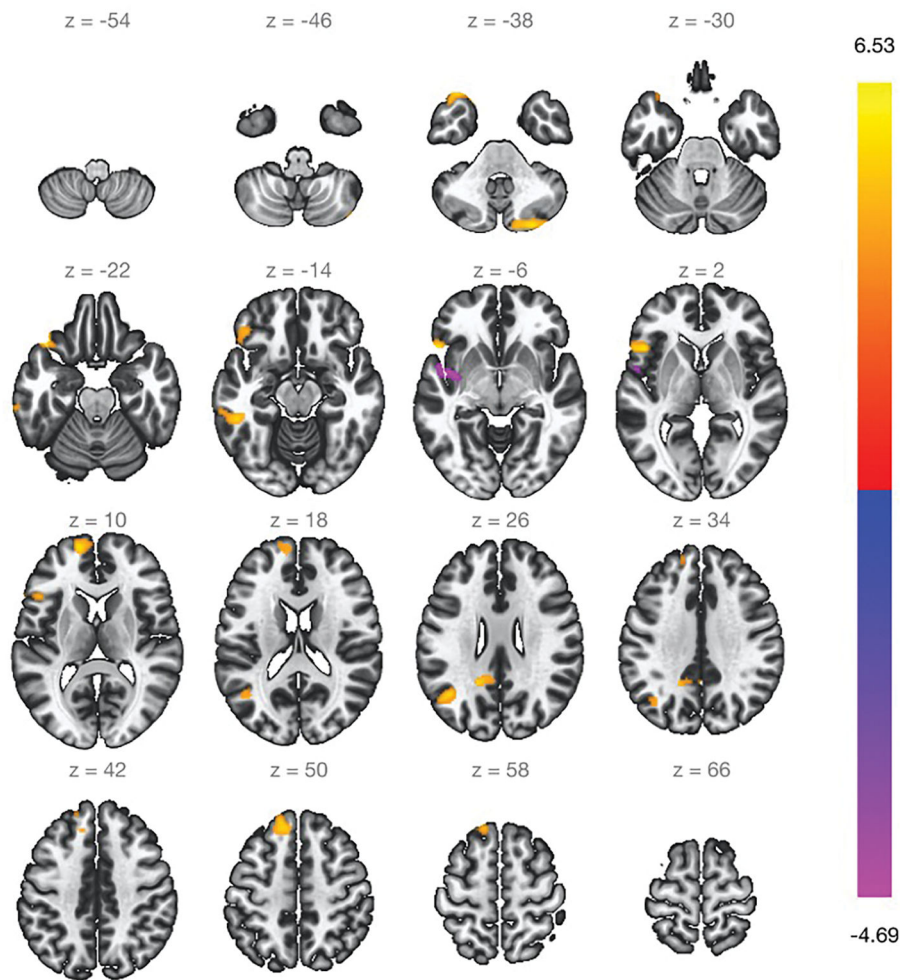 z = -54
z = -46
z = -38
z = -30
6.53
z = -22
z = -14
z = -6
z = 2
z = 10
z = 18
z = 26
z = 34
z = 42
z = 50
z = 58
z = 66
-4.69